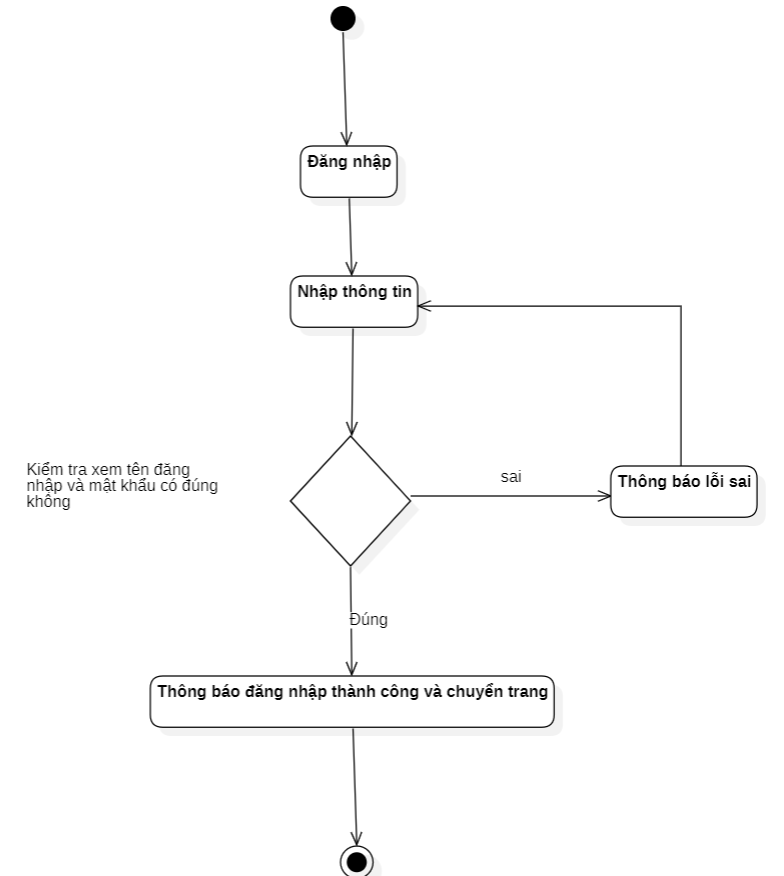 Đăng nhập
Nhập thông tin
Kiểm tra xem tên đăng
nhập và mật khẩu có đúng
không
sai
Thông báo lỗi sai
Đúng
Thông báo đăng nhập thành công và chuyển trang